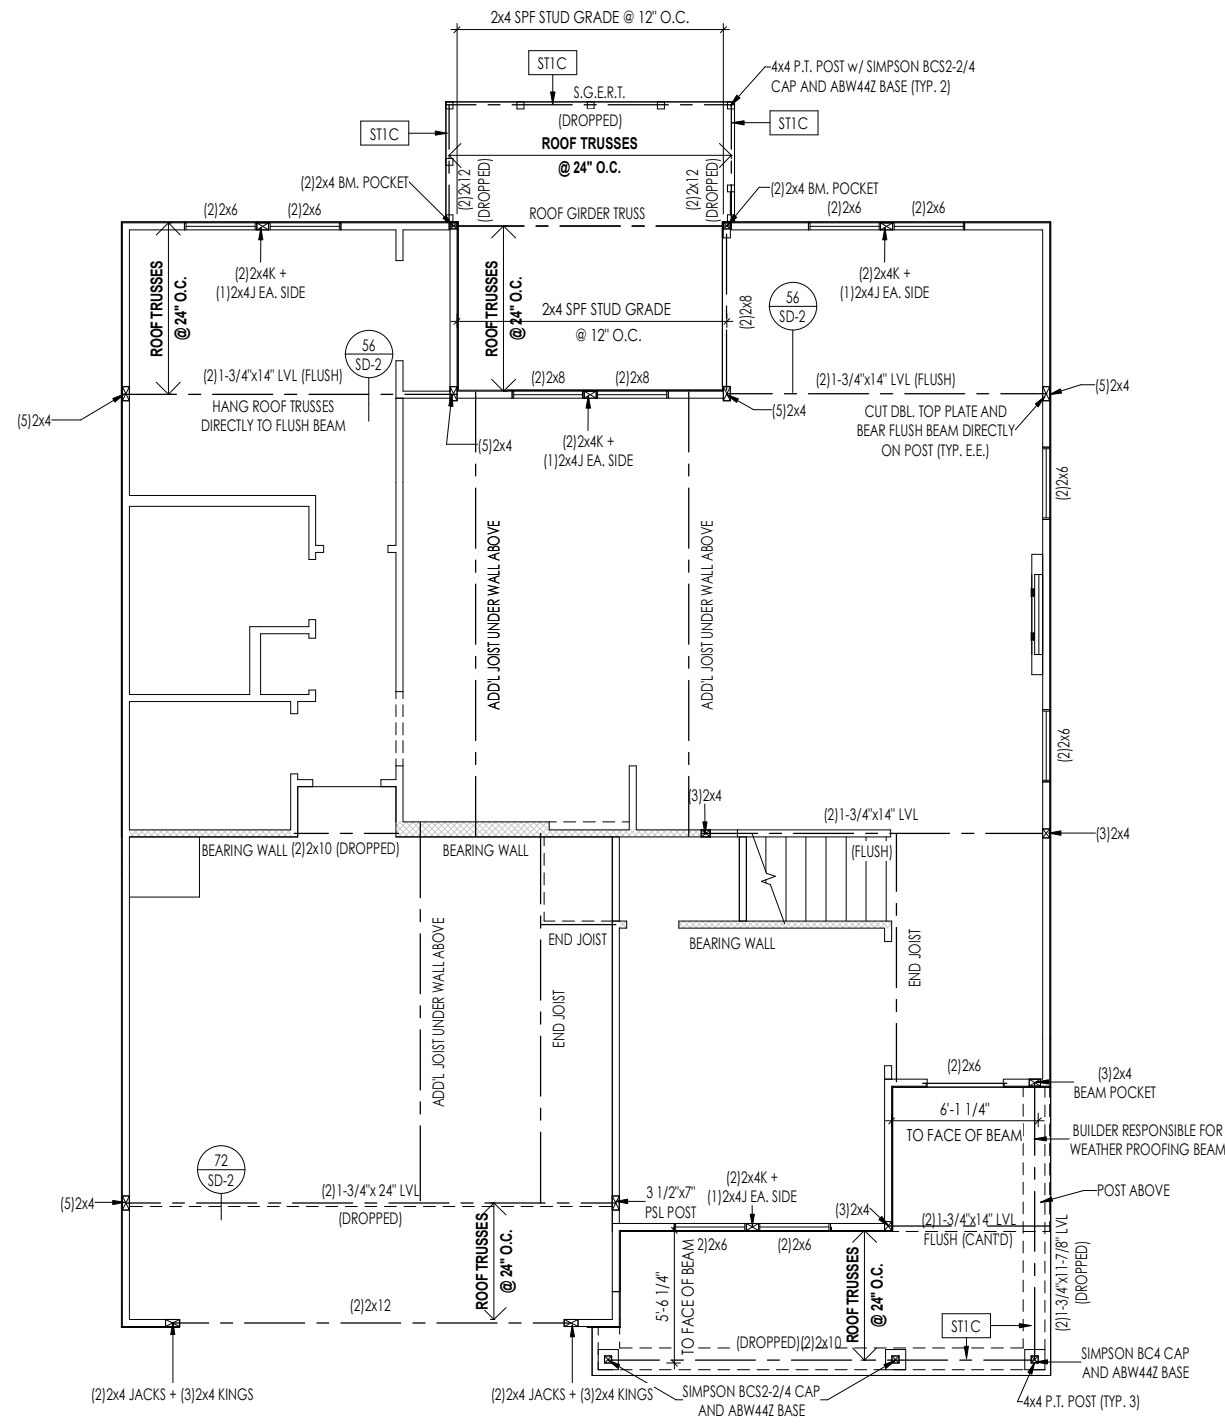 2x4 SPF STUD GRADE @ 12" O.C.
ST1C
4x4 P.T. POST w/ SIMPSON BCS2-2/4
CAP AND ABW44Z BASE (TYP. 2)
S.G.E.R.T.
(DROPPED)
ST1C
ST1C
ROOF TRUSSES
@ 24" O.C.
(2)2x12
(DROPPED)
(2)2x12
(DROPPED)
(2)2x4 BM. POCKET
(2)2x4 BM. POCKET
(2)2x6
(2)2x6
ROOF GIRDER TRUSS
(2)2x6
(2)2x6
(2)2x4K +
(1)2x4J EA. SIDE
(2)2x4K +
(1)2x4J EA. SIDE
ROOF TRUSSES
@ 24" O.C.
ROOF TRUSSES
@ 24" O.C.
2x4 SPF STUD GRADE
@ 12" O.C.
(2)2x8
56
SD-2
56
SD-2
(2)1-3/4"x14" LVL (FLUSH)
HANG ROOF TRUSSES
DIRECTLY TO FLUSH BEAM
(2)2x8
(2)2x8
(2)1-3/4"x14" LVL (FLUSH)
(5)2x4
(5)2x4
(5)2x4
(5)2x4
CUT DBL. TOP PLATE AND
BEAR FLUSH BEAM DIRECTLY
ON POST (TYP. E.E.)
(2)2x4K +
(1)2x4J EA. SIDE
(2)2x6
ADD'L JOIST UNDER WALL ABOVE
ADD'L JOIST UNDER WALL ABOVE
(2)2x6
(3)2x4
(2)1-3/4"x14" LVL
(FLUSH)
(3)2x4
BEARING WALL
(2)2x10 (DROPPED)
BEARING WALL
END JOIST
BEARING WALL
END JOIST
ADD'L JOIST UNDER WALL ABOVE
END JOIST
(2)2x6
(3)2x4
BEAM POCKET
6'-1 1/4"
TO FACE OF BEAM
BUILDER RESPONSIBLE FOR
WEATHER PROOFING BEAM
72
SD-2
(2)1-3/4"x 24" LVL
(DROPPED)
(5)2x4
3 1/2"x7"
PSL POST
(2)2x4K +
(1)2x4J EA. SIDE
(3)2x4
POST ABOVE
(2)1-3/4"x14" LVL
FLUSH (CANT'D)
2)2x6
(2)2x6
ROOF TRUSSES
@ 24" O.C.
5'-6 1/4"
TO FACE OF BEAM
ROOF TRUSSES
@ 24" O.C.
(2)1-3/4"x11-7/8" LVL
(DROPPED)
(2)2x12
(DROPPED)(2)2x10
ST1C
SIMPSON BC4 CAP
AND ABW44Z BASE
(2)2x4 JACKS + (3)2x4 KINGS
(2)2x4 JACKS + (3)2x4 KINGS
SIMPSON BCS2-2/4 CAP
AND ABW44Z BASE
4x4 P.T. POST (TYP. 3)